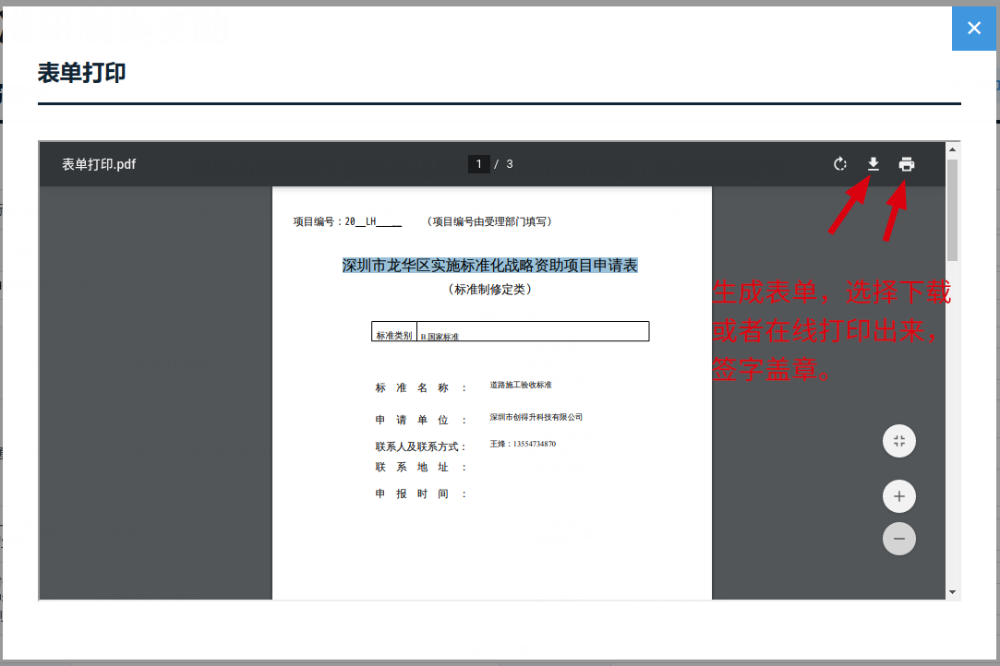 表单打印
表单打印.pdf
1 / 3
项目编号：20__LH_____ （项目编号由受理部门填写）
深圳市龙华区实施标准化战略资助项目申请表
（标准制修定类）
标准类别 B.国家标准
标 准 名 称 ： 道路施工验收标准
申 请 单 位 ： 深圳市创得升科技有限公司
联系人及联系方式： 王烽：13554734870
联 系 地 址 ：
申 报 时 间 ：
生成表单，选择下载
或者在线打印出来，
签字盖章。